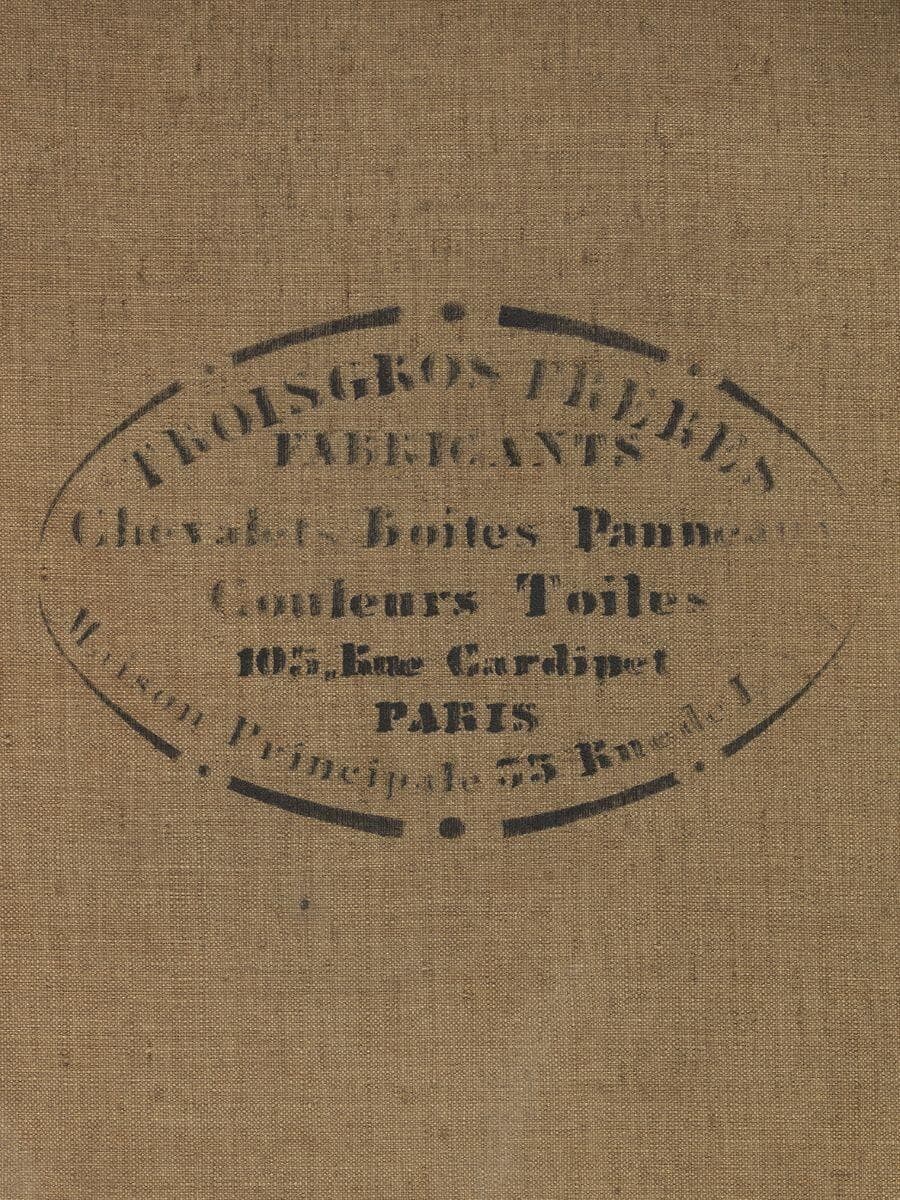 TROISGROS FRERES
FABRICANTS
Chevalets Boites Panneaux
Couleurs Toiles
105, Rue Cardinet
PARIS
Maison Principale 35 Rue de